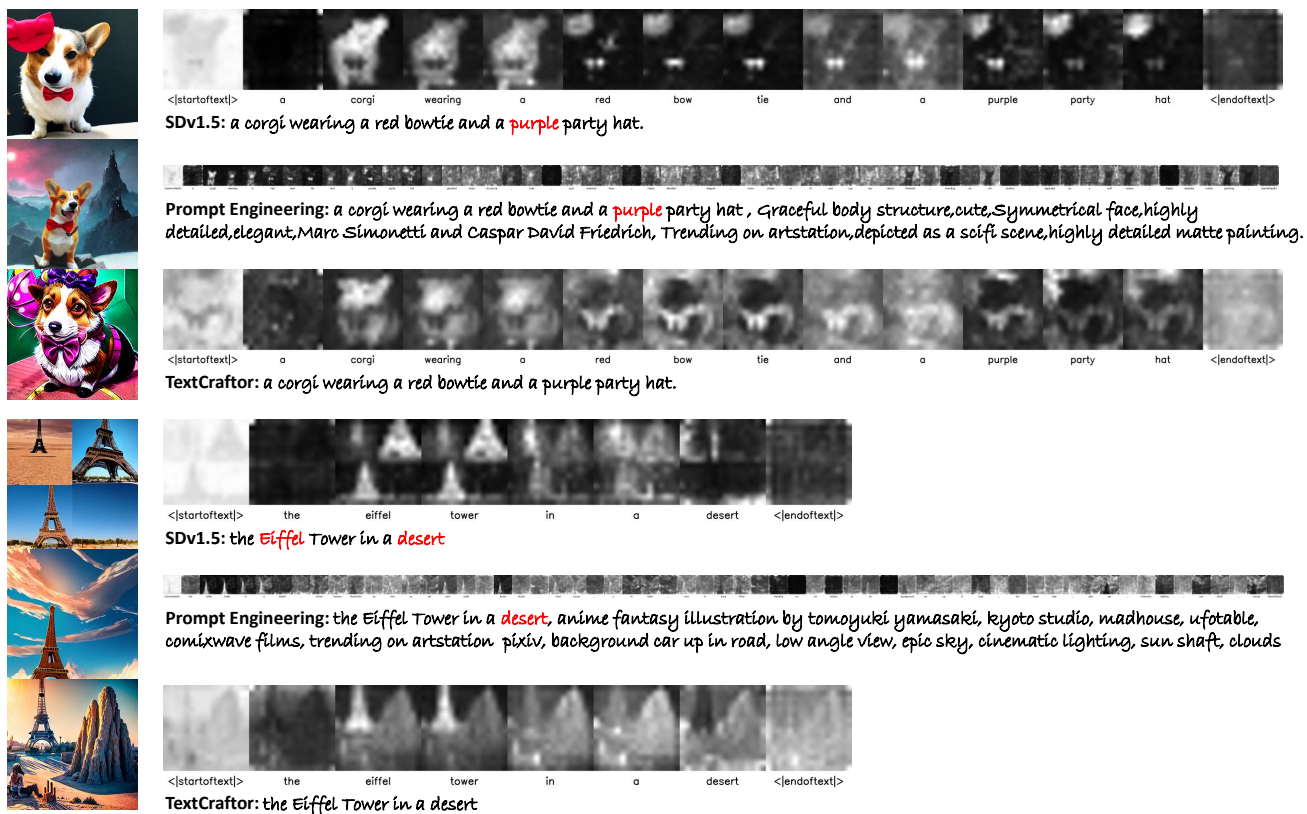 <|startoftext|> a corgi wearing a red bow tie and a purple party hat <|endoftext|>
SDv1.5: a corgi wearing a red bowtie and a purple party hat.
Prompt Engineering: a corgi wearing a red bowtie and a purple party hat , Graceful body structure,cute,Symmetrical face,highly
detailed,elegant,Marc Simonetti and Caspar David Friedrich, Trending on artstation,depicted as a scifi scene,highly detailed matte painting.
<|startoftext|> a corgi wearing a red bow tie and a purple party hat <|endoftext|>
TextCraftor: a corgi wearing a red bowtie and a purple party hat.
<|startoftext|> the eiffel tower in a desert <|endoftext|>
SDv1.5: the Eiffel Tower in a desert
Prompt Engineering: the Eiffel Tower in a desert, anime fantasy illustration by tomoyuki yamasaki, kyoto studio, madhouse, ufotable,
comixwave films, trending on artstation  pixiv, background car up in road, low angle view, epic sky, cinematic lighting, sun shaft, clouds
<|startoftext|> the eiffel tower in a desert <|endoftext|>
TextCraftor: the Eiffel Tower in a desert